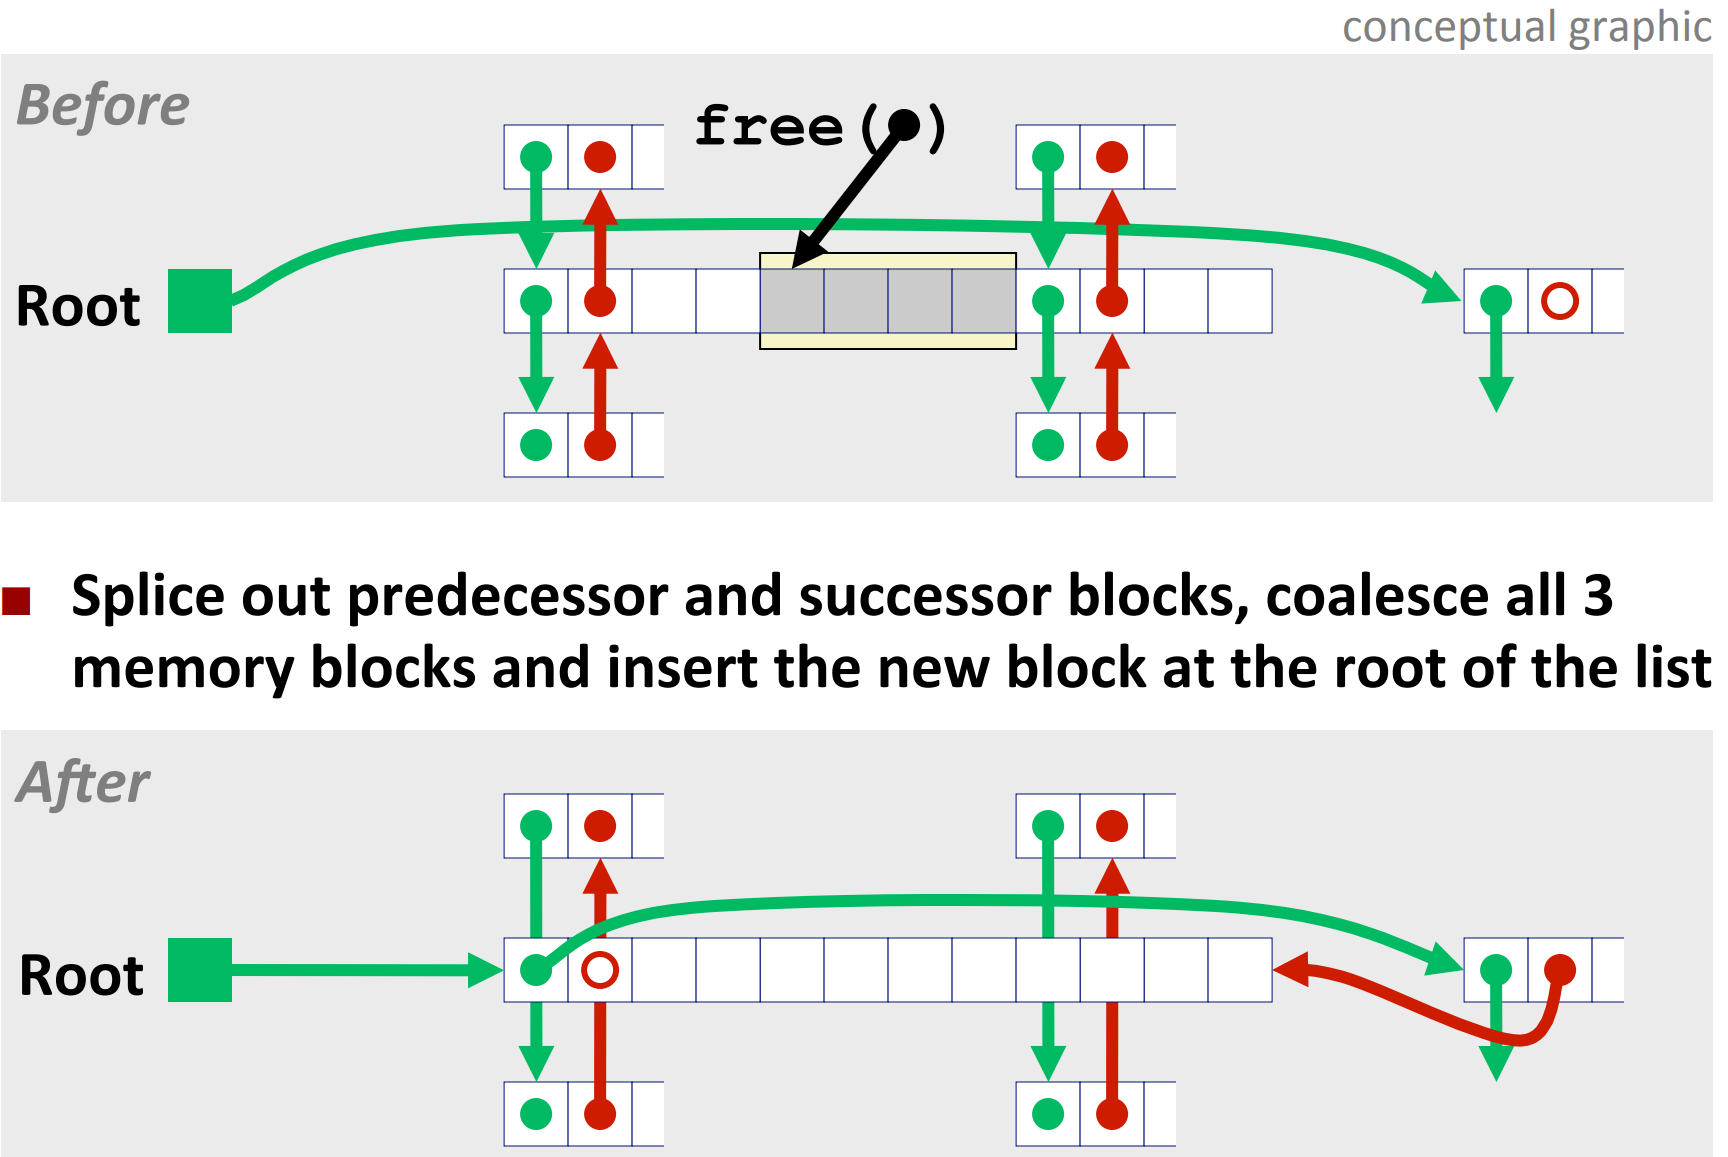 conceptual graphic
Before
free( )
Root
Splice out predecessor and successor blocks, coalesce all 3
memory blocks and insert the new block at the root of the list
After
Root